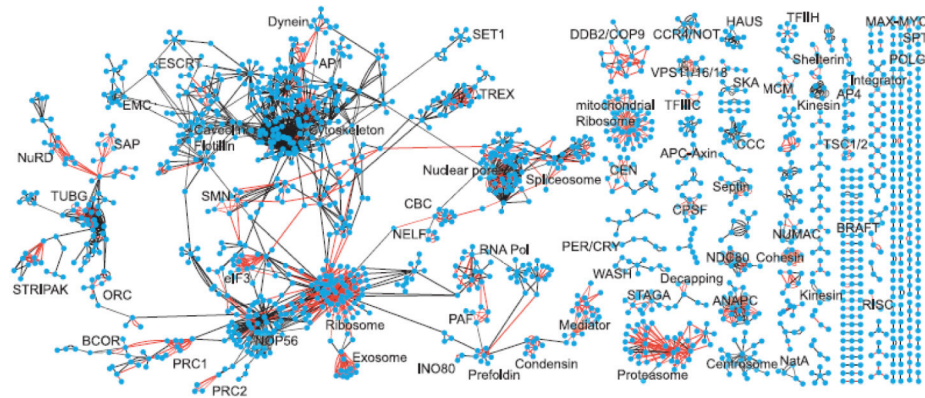 Dynein
SET1
ESCRT
AP1
TREX
EMC
Cytoskeleton
Flotillin
SAP
NuRD
Nuclear pore
Spliceosome
TUBG
SMN
CBC
NELF
RNA Pol
eIF3
STRIPAK
ORC
Ribosome
PAF
Mediator
NOP56
BCOR
PRC1
Exosome
INO80
Prefoldin
Condensin
PRC2
HAUS
TFIIH
MAX-MYC
DDB2/COP9
CCR4/NOT
SPT
Shelterin
PCLG
VPS11/16/18
SKA
MCM
Integrator
AP4
Kinesin
mitochondrial
Ribosome
TFIIIC
CCC
TSC1/2
APC-Axin
CEN
Septin
CPSF
NUMAC
BRAFT
PER/CRY
NDC80
Cohesin
WASH
Decapping
STAGA
ANAPC
Kinesin
RISC
Proteasome
Centrosome
NatA